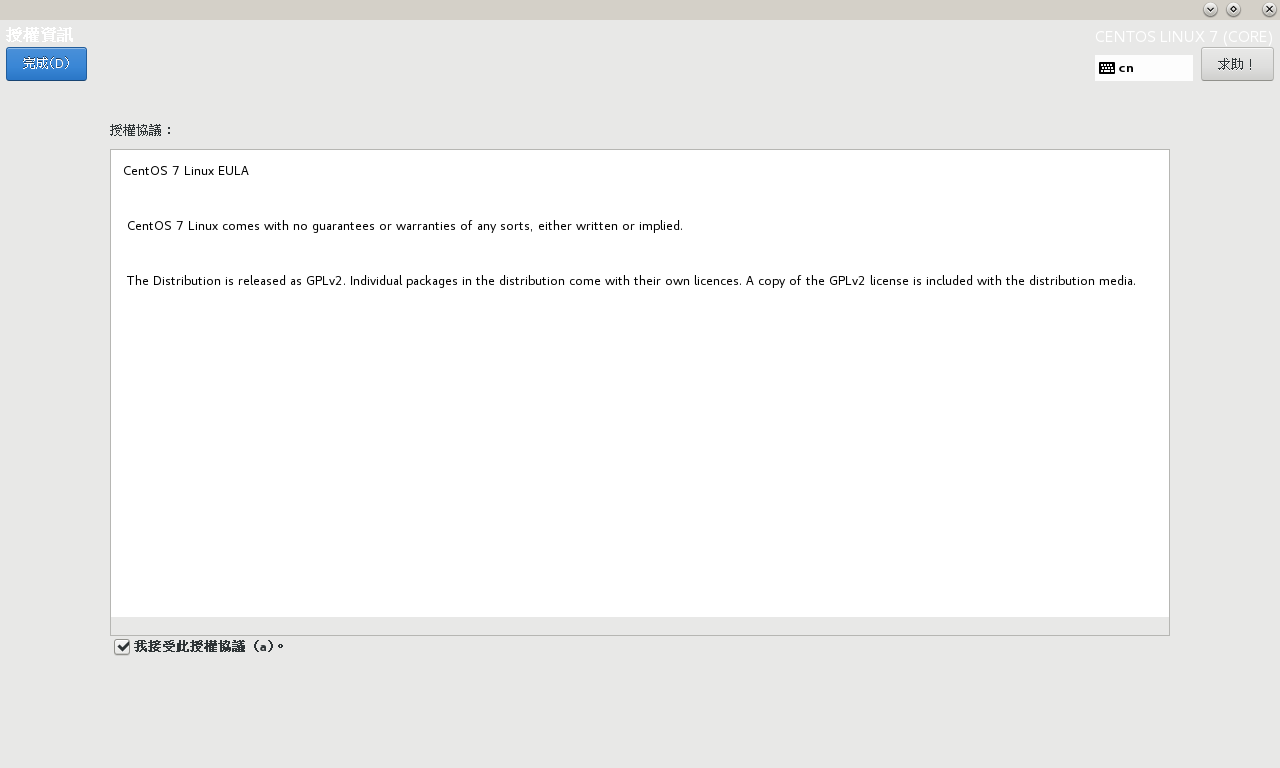 授權資訊
CENTOS LINUX 7 (CORE)
完成(D)
cn
求助！
授權協議：
CentOS 7 Linux EULA
CentOS 7 Linux comes with no guarantees or warranties of any sorts, either written or implied.
The Distribution is released as GPLv2. Individual packages in the distribution come with their own licences. A copy of the GPLv2 license is included with the distribution media.
我接受此授權協議（a）。